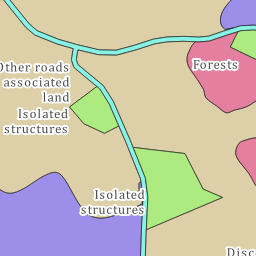 Forests
Other roads
associated
land
Isolated
structures
Isolated
structures